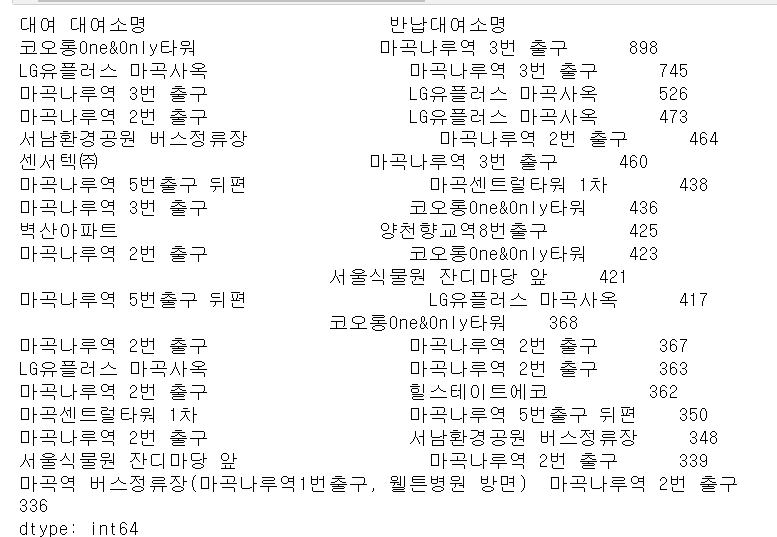 대여 대여소명 반납대여소명
코오롱One&Only타워 마곡나루역 3번 출구 898
LG유플러스 마곡사옥 마곡나루역 3번 출구 745
마곡나루역 3번 출구 LG유플러스 마곡사옥 526
마곡나루역 2번 출구 LG유플러스 마곡사옥 473
서남환경공원 버스정류장 마곡나루역 2번 출구 464
센서텍㈜ 마곡나루역 3번 출구 460
마곡나루역 5번출구 뒤편 마곡센트럴타워 1차 438
마곡나루역 3번 출구 코오롱One&Only타워 436
벽산아파트 양천향교역8번출구 425
마곡나루역 2번 출구 코오롱One&Only타워 423
서울식물원 잔디마당 앞 421
마곡나루역 5번출구 뒤편 LG유플러스 마곡사옥 417
코오롱One&Only타워 368
마곡나루역 2번 출구 마곡나루역 2번 출구 367
LG유플러스 마곡사옥 마곡나루역 2번 출구 363
마곡나루역 2번 출구 힐스테이트에코 362
마곡센트럴타워 1차 마곡나루역 5번출구 뒤편 350
마곡나루역 2번 출구 서남환경공원 버스정류장 348
서울식물원 잔디마당 앞 마곡나루역 2번 출구 339
마곡역 버스정류장(마곡나루역1번출구, 웰튼병원 방면) 마곡나루역 2번 출구
336
dtype: int64